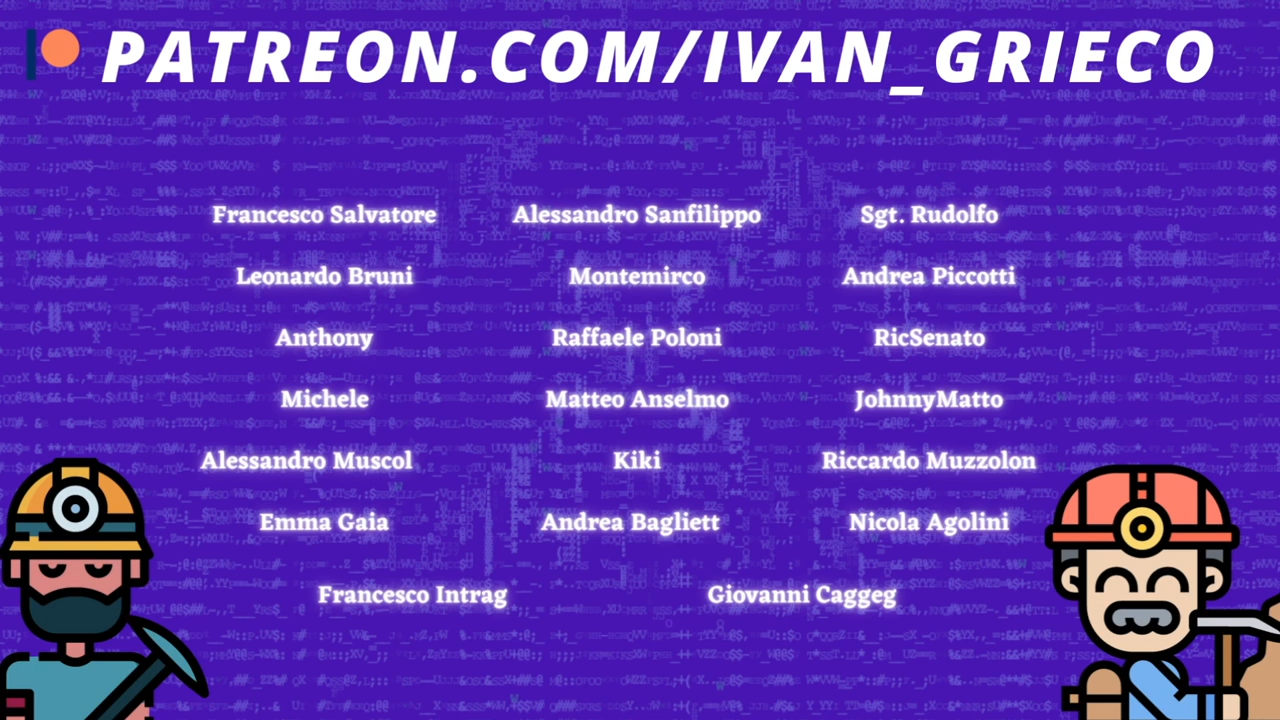 PATREON.COM/IVAN_GRIECO
Francesco Salvatore Alessandro Sanfilippo Sgt. Rudolfo
Leonardo Bruni Montemirco Andrea Piccotti
Anthony Raffaele Poloni RicSenato
Michele Matteo Anselmo JohnnyMatto
Alessandro Muscol Kiki Riccardo Muzzolon
Emma Gaia Andrea Bagliett Nicola Agolini
Francesco Intrag Giovanni Caggeg